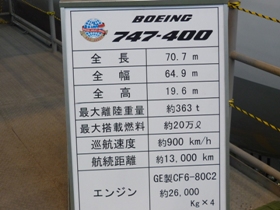 BOEING
747-400
全長 70.7 m
全幅 64.9 m
全高 19.6 m
最大離陸重量 約363 t
最大搭載燃料 約20万ℓ
巡航速度 約900 km/h
航続距離 約13,000 km
エンジン GE製CF6-80C2
約26,000
Kg×4